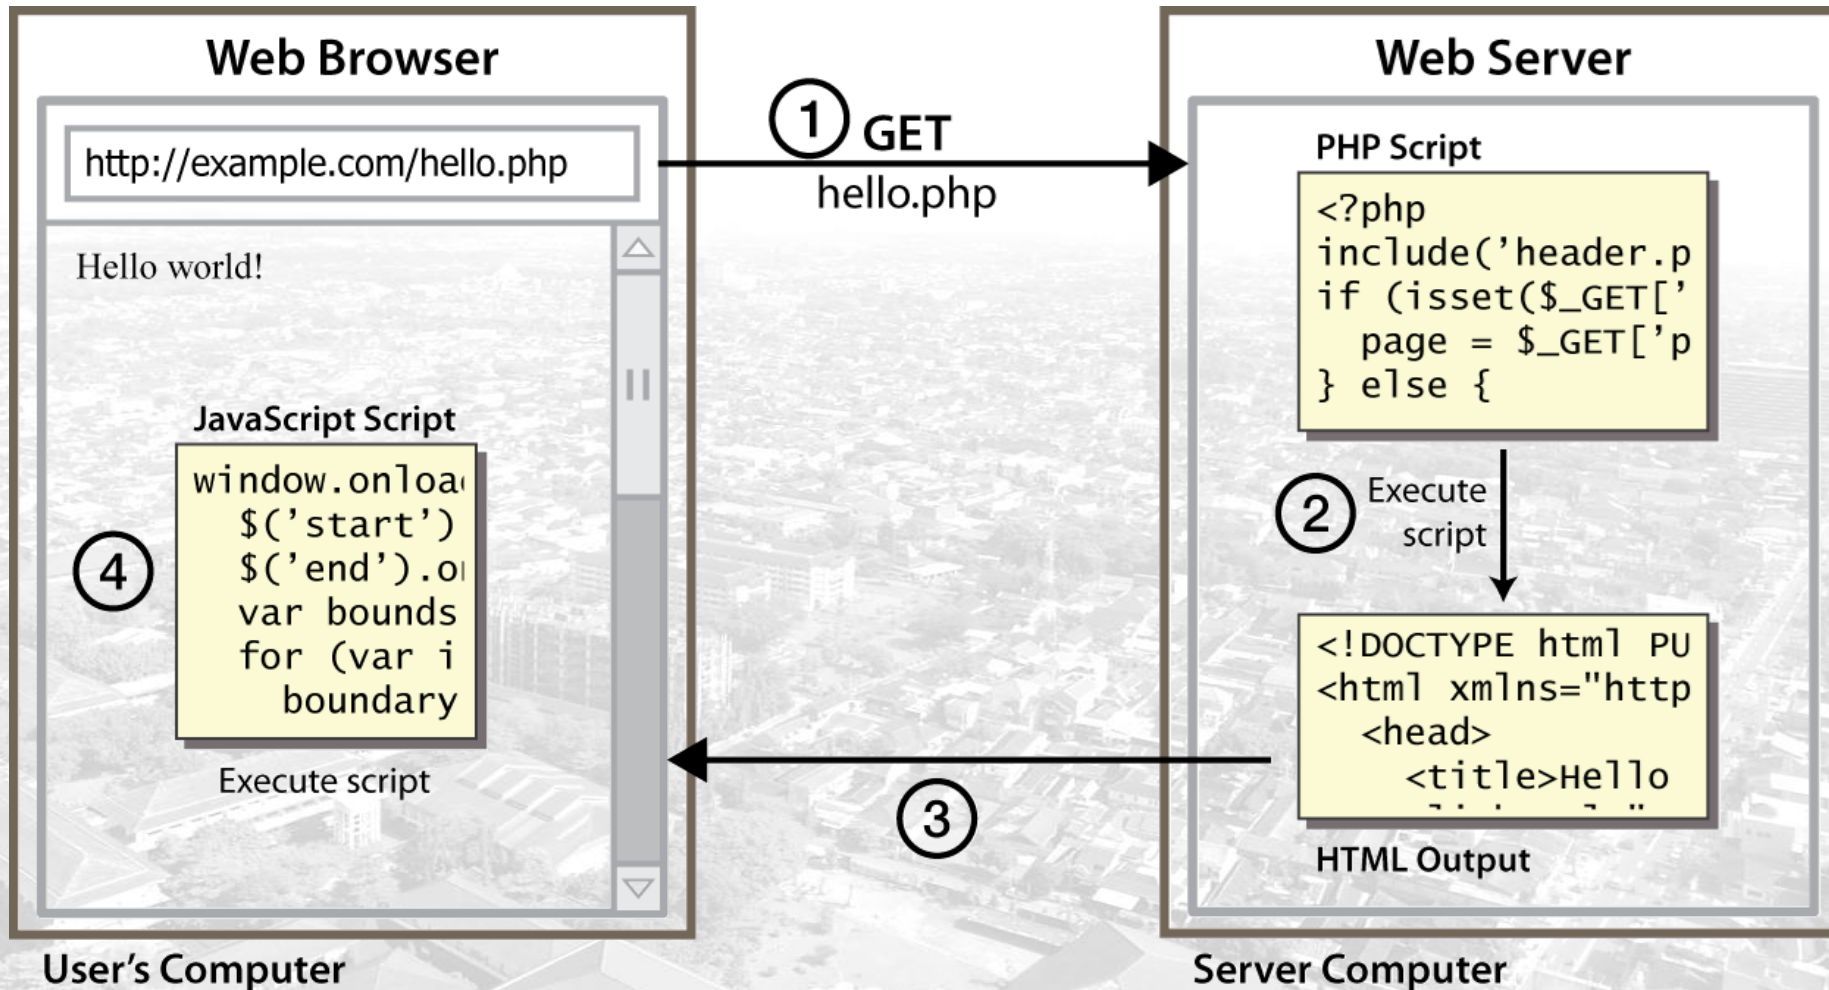 Web Browser
http://example.com/hello.php
Hello world!
JavaScript Script
window.onloa
$('start')
$('end').o
var bounds
for (var i
boundary
4
Execute script
User's Computer
1 GET
hello.php
3
Web Server
PHP Script
<?php
include('header.p
if (isset($_GET['
page = $_GET['p
} else {
2 Execute
script
<!DOCTYPE html PU
<html xmlns="http
<head>
<title>Hello
HTML Output
Server Computer